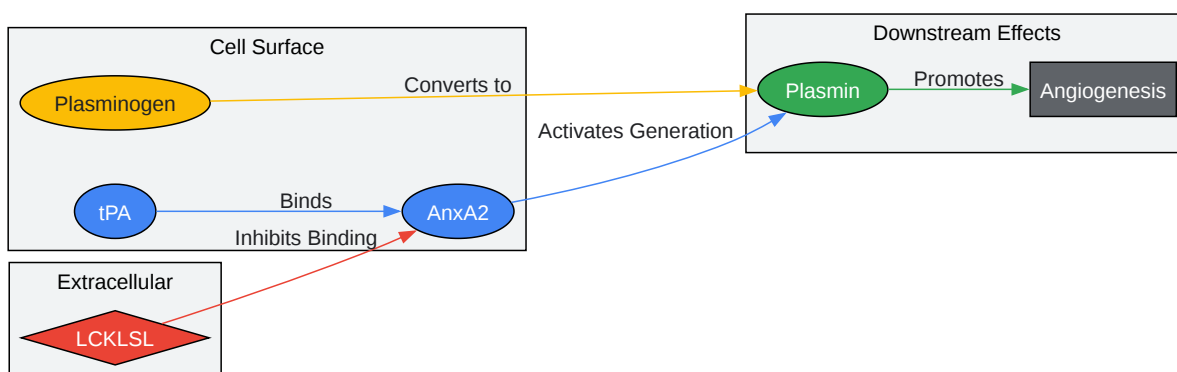 Cell Surface
Plasminogen
Converts to
tPA
Binds
AnxA2
Inhibits Binding
Activates Generation
Extracellular
LCKLSL
Downstream Effects
Plasmin
Promotes
Angiogenesis